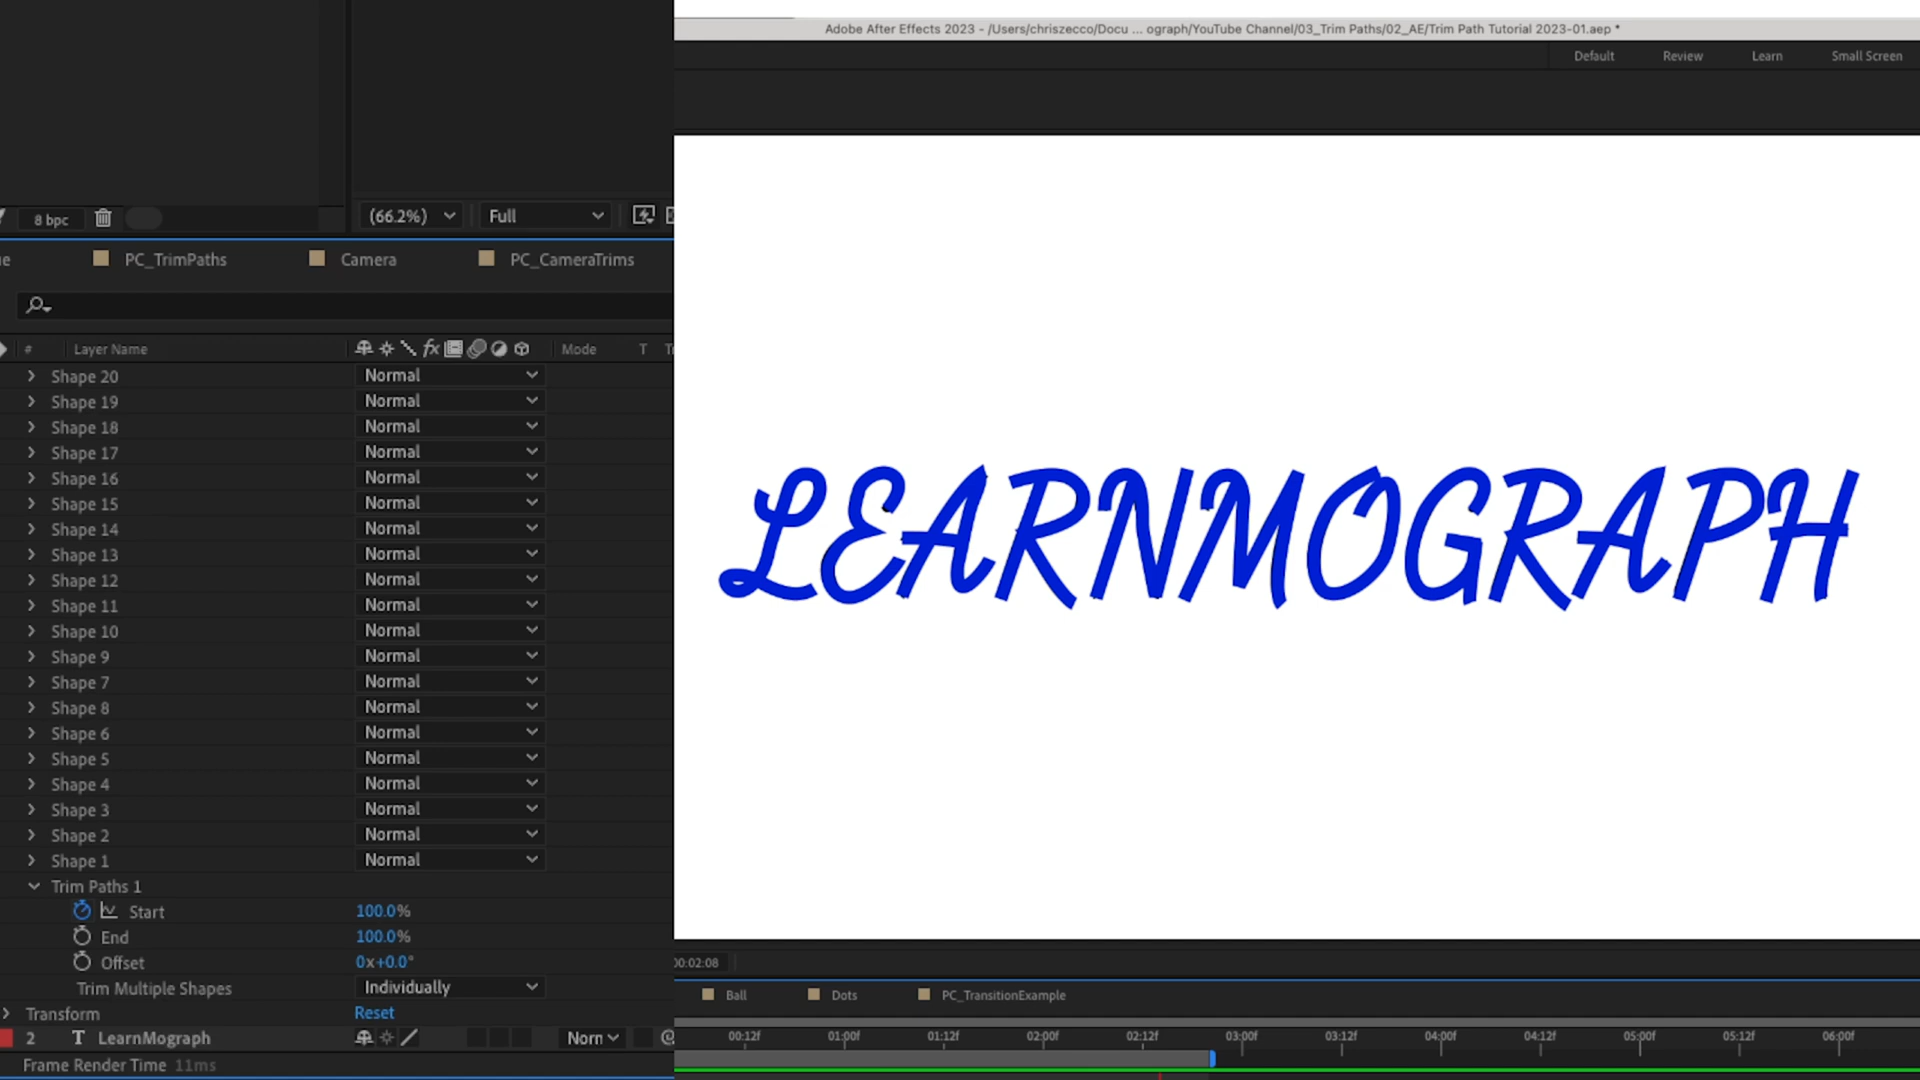 Adobe After Effects 2023 - /Users/chriszecco/Docu ... ograph/YouTube Channel/03_Trim Paths/02_AE/Trim Path Tutorial 2023-01.aep *
Default Review Learn Small Screen
8 bpc (66.2%) Full
PC_TrimPaths Camera PC_CameraTrims
# Layer Name fx Mode T
Shape 20 Normal
Shape 19 Normal
Shape 18 Normal
Shape 17 Normal
Shape 16 Normal
Shape 15 Normal
Shape 14 Normal
Shape 13 Normal
Shape 12 Normal
Shape 11 Normal
Shape 10 Normal
Shape 9 Normal
Shape 7 Normal
Shape 8 Normal
Shape 6 Normal
Shape 5 Normal
Shape 4 Normal
Shape 3 Normal
Shape 2 Normal
Shape 1 Normal
Trim Paths 1
Start 100.0%
End 100.0%
Offset 0x+0.0°
Trim Multiple Shapes Individually
Transform Reset
2 T LearnMograph Norn
Frame Render Time 11ms
LEARNMOGRAPH
00:02:08
Ball Dots PC_TransitionExample
00:12f 01:00f 01:12f 02:00f 02:12f 03:00f 03:12f 04:00f 04:12f 05:00f 05:12f 06:00f